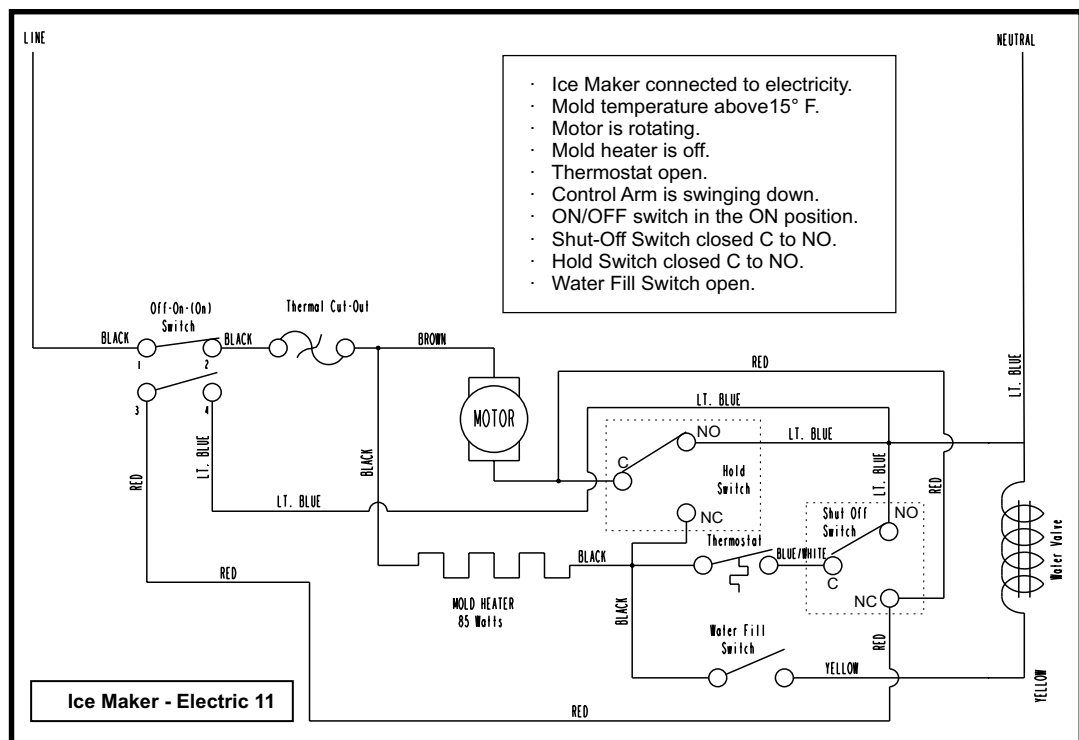 LINE
NEUTRAL
· Ice Maker connected to electricity.
· Mold temperature above15° F.
· Motor is rotating.
· Mold heater is off.
· Thermostat open.
· Control Arm is swinging down.
· ON/OFF switch in the ON position.
· Shut-Off Switch closed C to NO.
· Hold Switch closed C to NO.
· Water Fill Switch open.
Off-On-(On)
Switch
Thermal Cut-Out
BLACK
BLACK
BROWN
1
2
RED
LT. BLUE
3
4
LT. BLUE
MOTOR
NO
LT. BLUE
C
Hold
Switch
RED
LT. BLUE
BLACK
LT. BLUE
RED
LT. BLUE
NC
Shut Off
Switch
NO
Thermostat
BLACK
BLUE/WHITE
C
NC
Water Valve
RED
MOLD HEATER
85 Watts
BLACK
RED
Water Fill
Switch
YELLOW
YELLOW
Ice Maker - Electric 11
RED